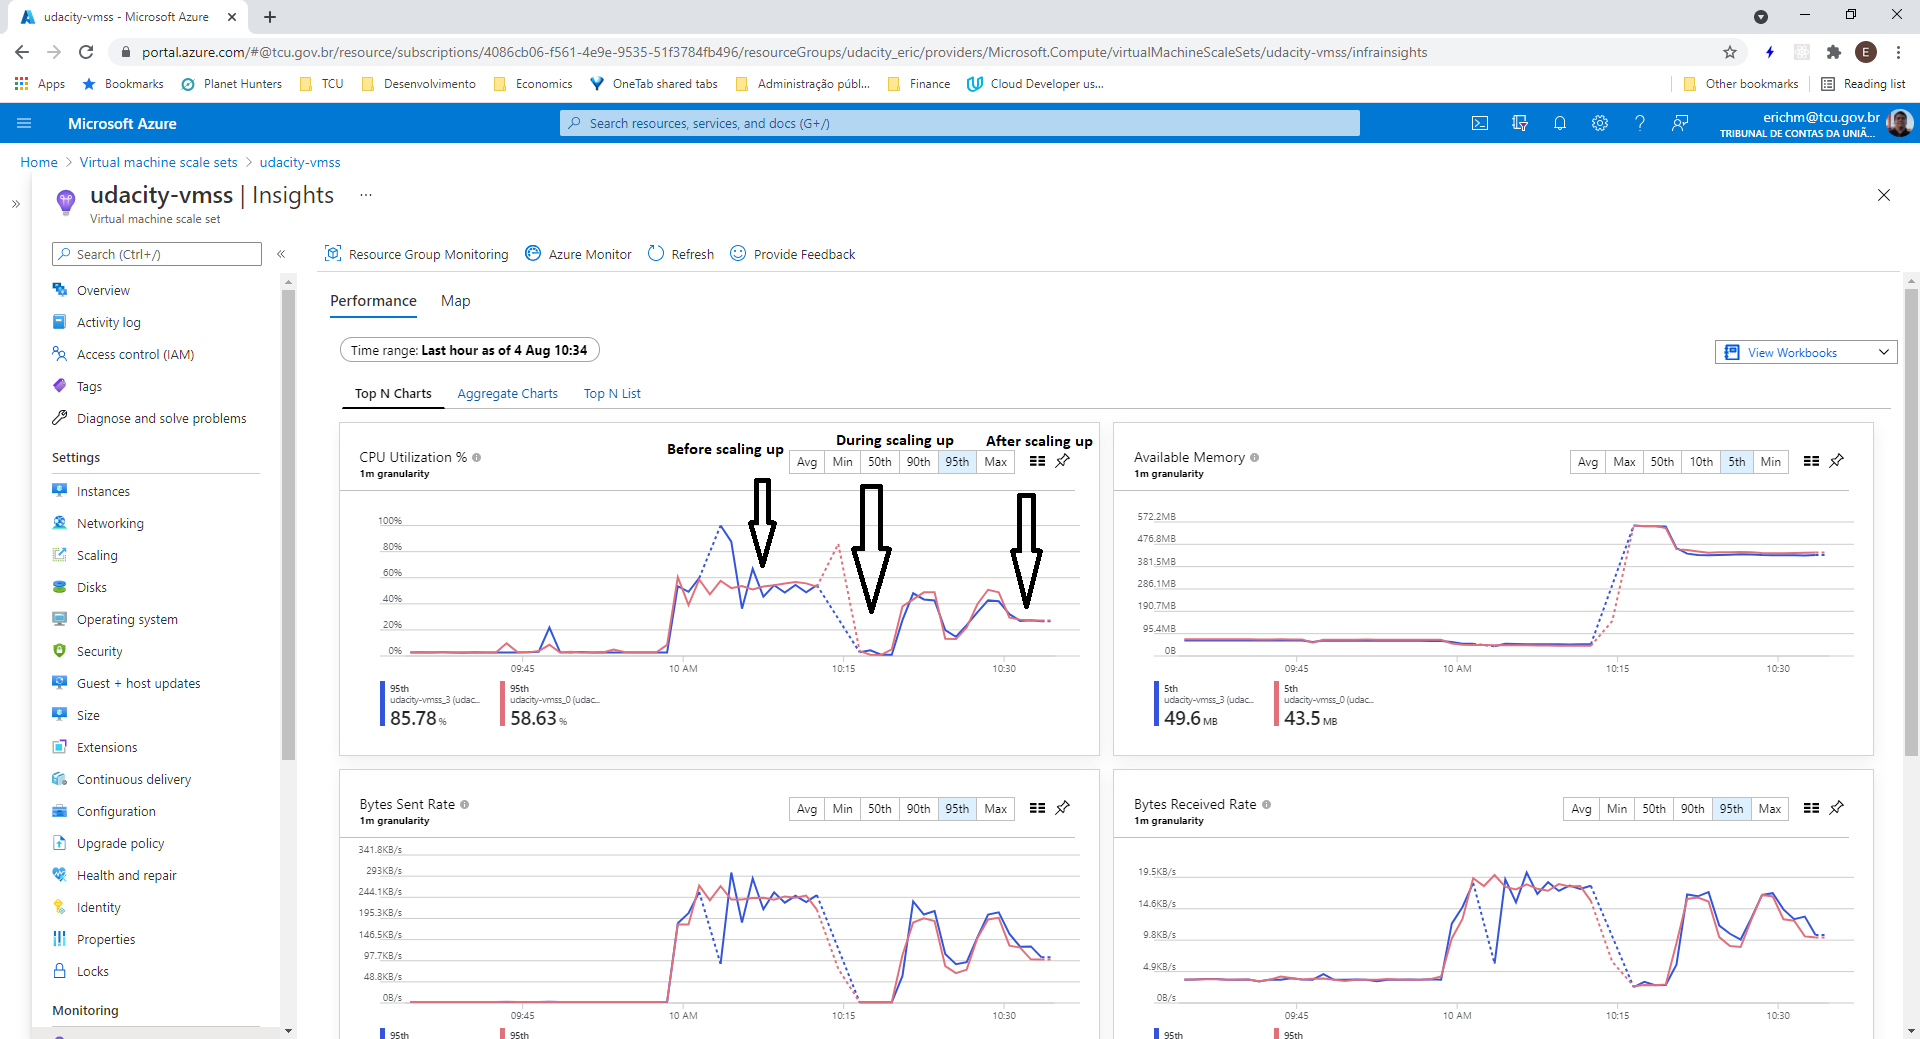 udacity-vmss - Microsoft Azure
portal.azure.com/#@tcu.gov.br/resource/subscriptions/4086cb06-f561-4e9e-9535-51f3784fb496/resourceGroups/udacity_eric/providers/Microsoft.Compute/virtualMachineScaleSets/udacity-vmss/infrainsights
E
Apps Bookmarks Planet Hunters TCU Desenvolvimento Economics OneTab shared tabs Administração públ... Finance Cloud Developer us... Other bookmarks Reading list
Microsoft Azure
Search resources, services, and docs (G+/)
erichm@tcu.gov.br
TRIBUNAL DE CONTAS DA UNIÃ...
Home > Virtual machine scale sets > udacity-vmss
udacity-vmss | Insights ...
Virtual machine scale set
Search (Ctrl+/)
Overview
Activity log
Access control (IAM)
Tags
Diagnose and solve problems
Settings
Instances
Networking
Scaling
Disks
Operating system
Security
Guest + host updates
Size
Extensions
Continuous delivery
Configuration
Upgrade policy
Health and repair
Identity
Properties
Locks
Monitoring
Resource Group Monitoring Azure Monitor Refresh Provide Feedback
Performance Map
Time range: Last hour as of 4 Aug 10:34
View Workbooks
Top N Charts Aggregate Charts Top N List
CPU Utilization %
1m granularity
Before scaling up
During scaling up
After scaling up
Avg Min 50th 90th 95th Max
100%
80%
60%
40%
20%
0%
09:45 10 AM 10:15 10:30
95th
udacity-vmss_3 (udac...
85.78 %
95th
udacity-vmss_0 (udac...
58.63 %
Available Memory
1m granularity
Avg Max 50th 10th 5th Min
572.2MB
476.8MB
381.5MB
286.1MB
190.7MB
95.4MB
0B
09:45 10 AM 10:15 10:30
5th
udacity-vmss_3 (udac...
49.6 MB
5th
udacity-vmss_0 (udac...
43.5 MB
Bytes Sent Rate
1m granularity
Avg Min 50th 90th 95th Max
341.8KB/s
293KB/s
244.1KB/s
195.3KB/s
146.5KB/s
97.7KB/s
48.8KB/s
0B/s
09:45 10 AM 10:15 10:30
95th 95th
Bytes Received Rate
1m granularity
Avg Min 50th 90th 95th Max
19.5KB/s
14.6KB/s
9.8KB/s
4.9KB/s
0B/s
09:45 10 AM 10:15 10:30
95th 95th